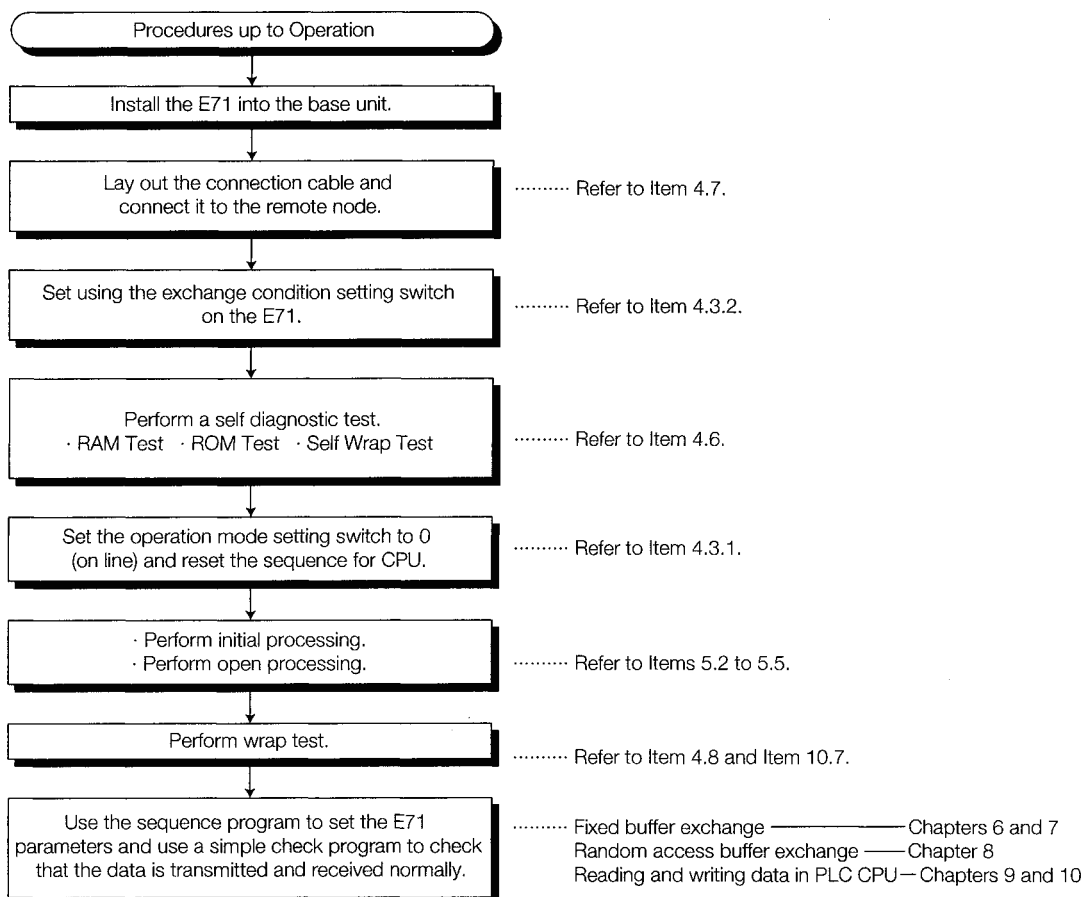 Procedures up to Operation
Install the E71 into the base unit.
Lay out the connection cable and
connect it to the remote node.
·········· Refer to Item 4.7.
Set using the exchange condition setting switch
on the E71.
·········· Refer to Item 4.3.2.
Perform a self diagnostic test.
· RAM Test · ROM Test · Self Wrap Test
·········· Refer to Item 4.6.
Set the operation mode setting switch to 0
(on line) and reset the sequence for CPU.
·········· Refer to Item 4.3.1.
· Perform initial processing.
· Perform open processing.
·········· Refer to Items 5.2 to 5.5.
Perform wrap test.
·········· Refer to Item 4.8 and Item 10.7.
Use the sequence program to set the E71
parameters and use a simple check program to check
that the data is transmitted and received normally.
·········· Fixed buffer exchange ——— Chapters 6 and 7
Random access buffer exchange —— Chapter 8
Reading and writing data in PLC CPU — Chapters 9 and 10